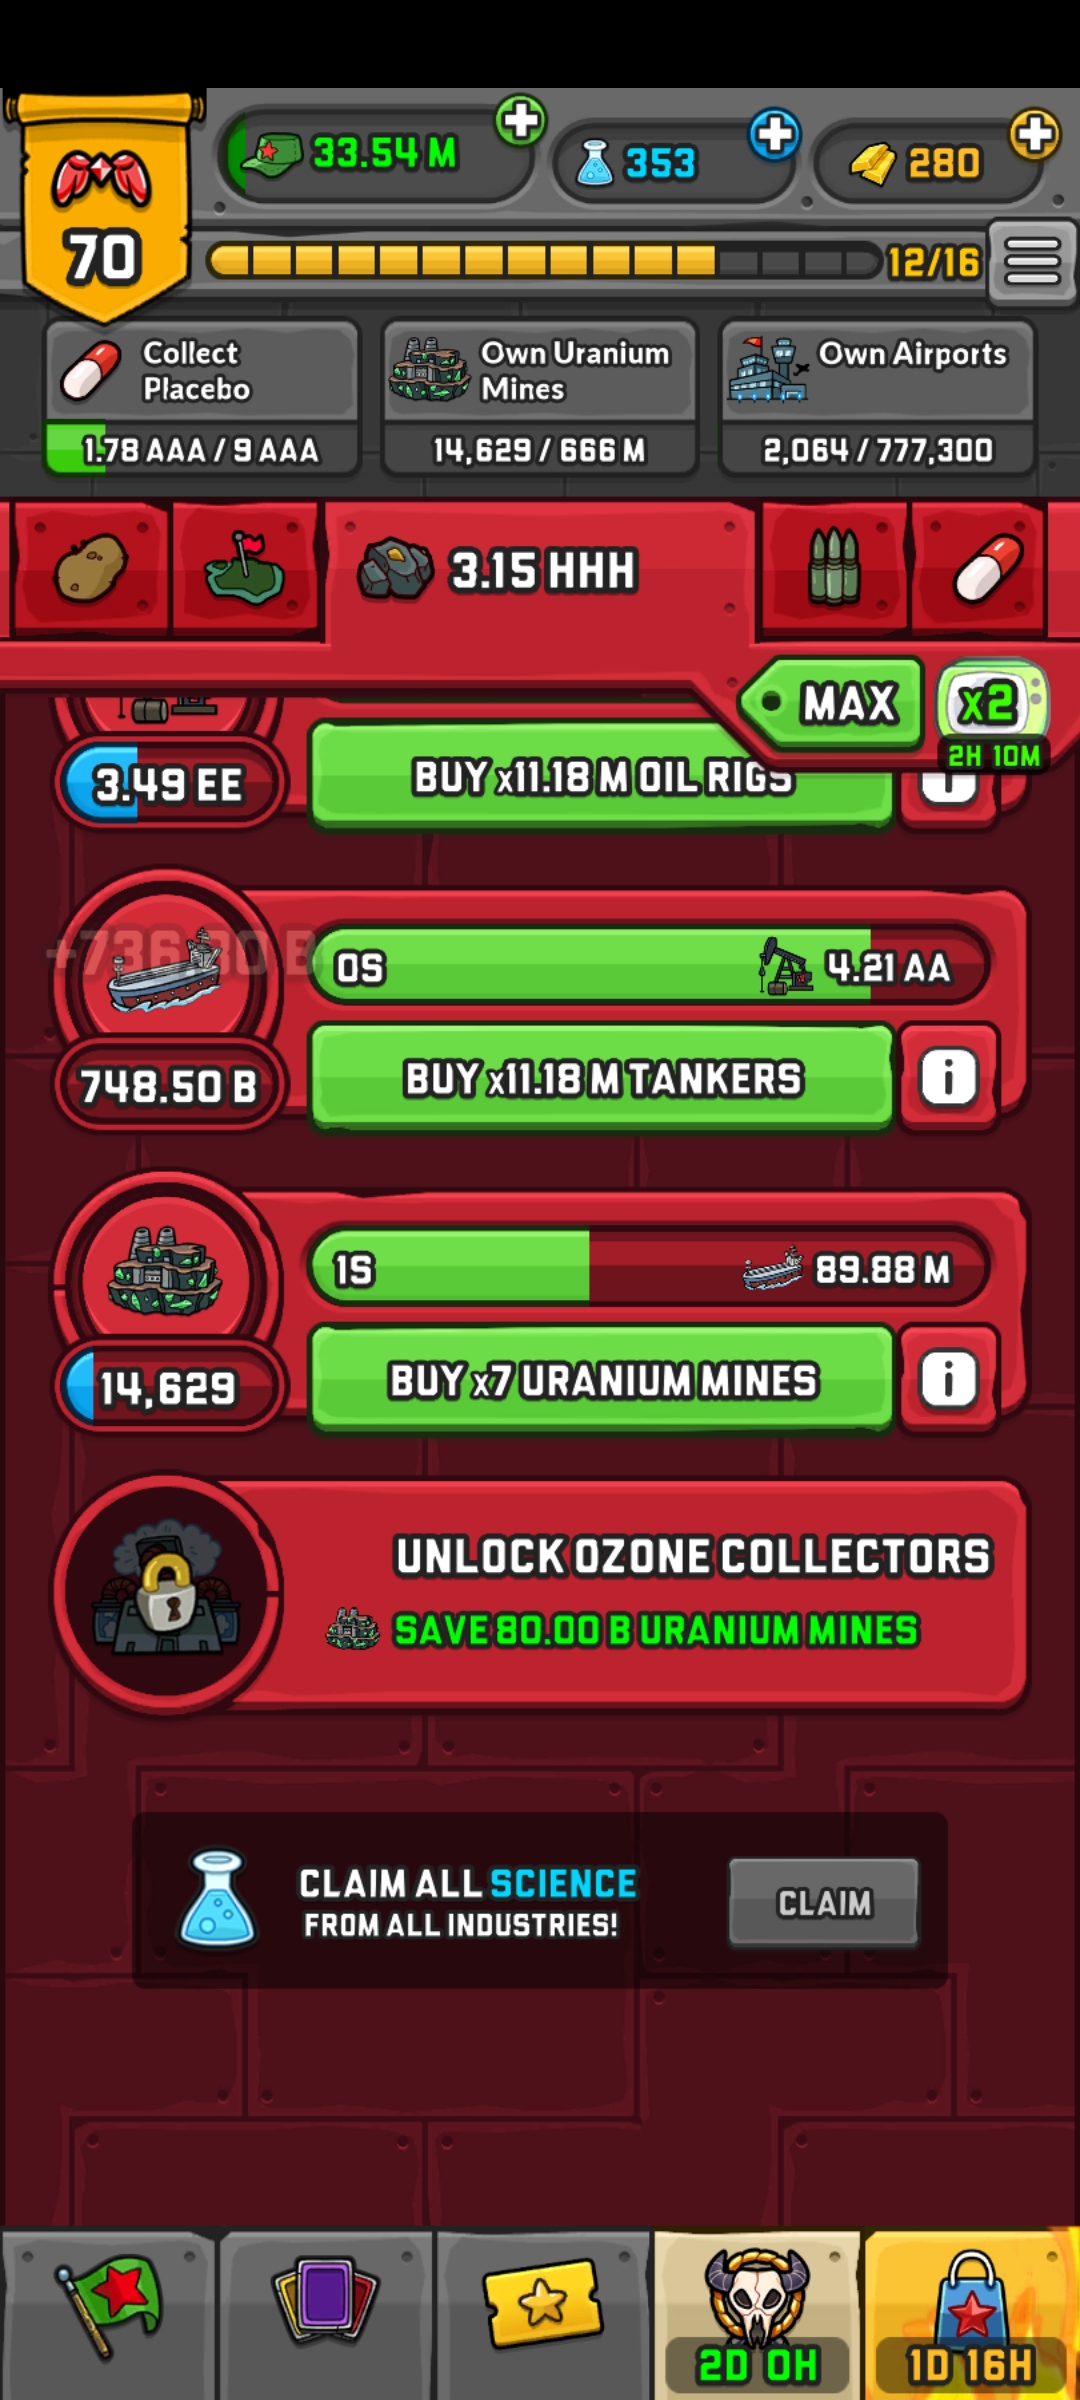 33.54 M
353
280
70
12/16
Collect
Placebo
1.78 AAA / 9 AAA
Own Uranium
Mines
14,629 / 666 M
Own Airports
2,064 / 777,300
3.15 HHH
MAX
x2
2H 10M
3.49 EE
BUY x11.18 M OIL RIGS
+736.30 B
0S
4.21 AA
748.50 B
BUY x11.18 M TANKERS
i
1S
89.88 M
14,629
BUY x7 URANIUM MINES
i
UNLOCK OZONE COLLECTORS
SAVE 80.00 B URANIUM MINES
CLAIM ALL SCIENCE
FROM ALL INDUSTRIES!
CLAIM
2D 0H
1D 16H